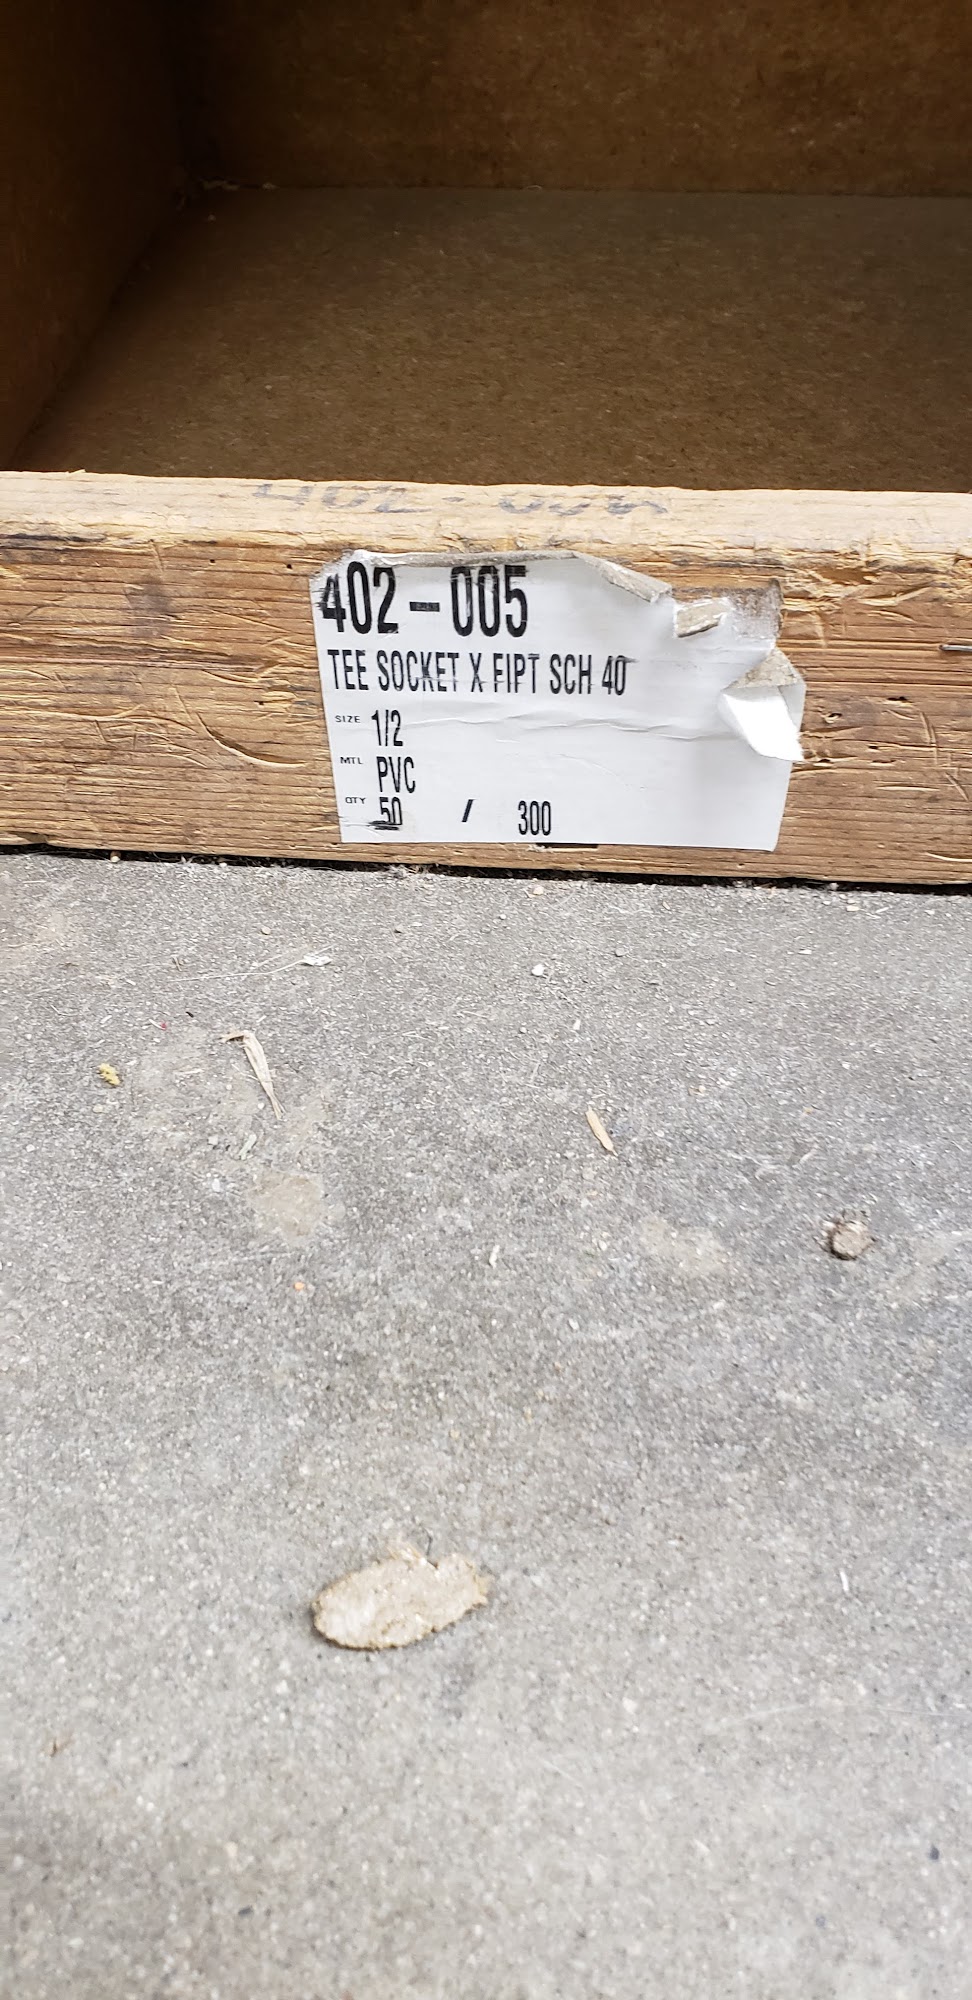 402-005
TEE SOCKET X FIPT SCH 40
SIZE 1/2
MTL PVC
QTY 50 / 300